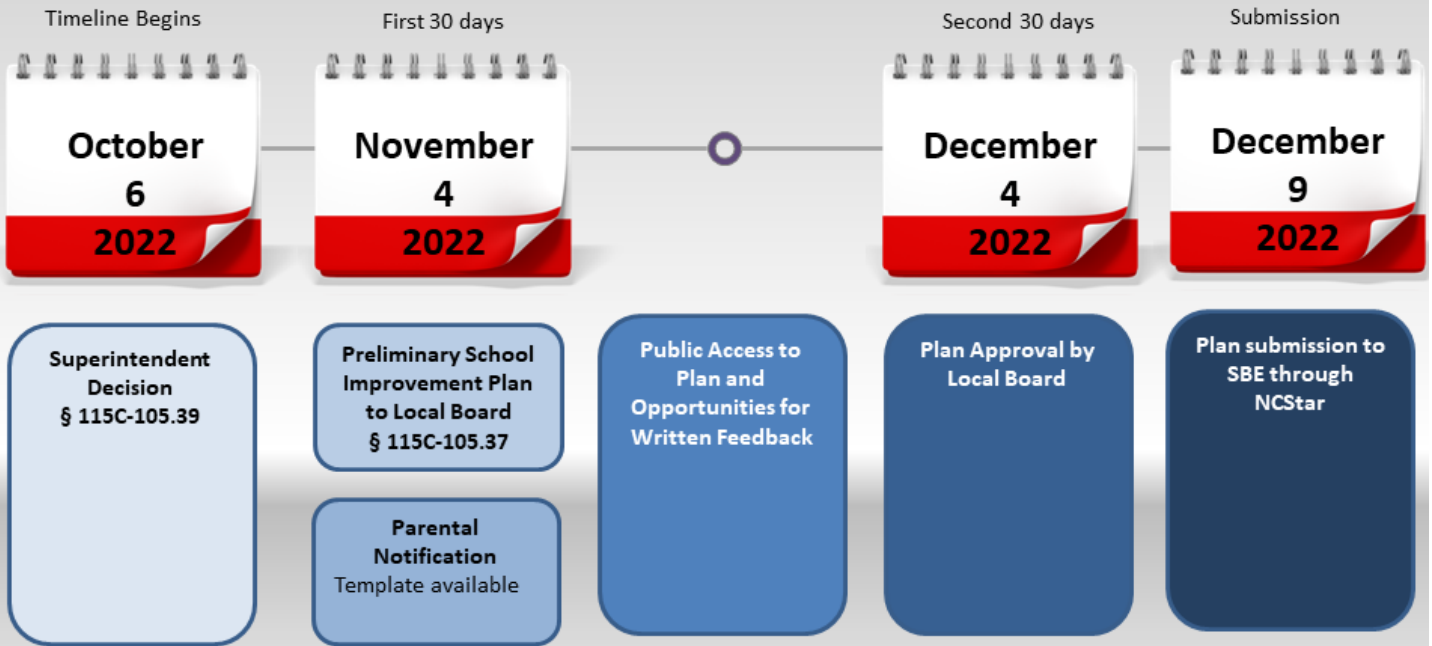 Timeline Begins
First 30 days
Second 30 days
Submission
October
6
2022
November
4
2022
December
4
2022
December
9
2022
Superintendent
Decision
§ 115C-105.39
Preliminary School
Improvement Plan
to Local Board
§ 115C-105.37
Parental
Notification
Template available
Public Access to
Plan and
Opportunities for
Written Feedback
Plan Approval by
Local Board
Plan submission to
SBE through
NCStar